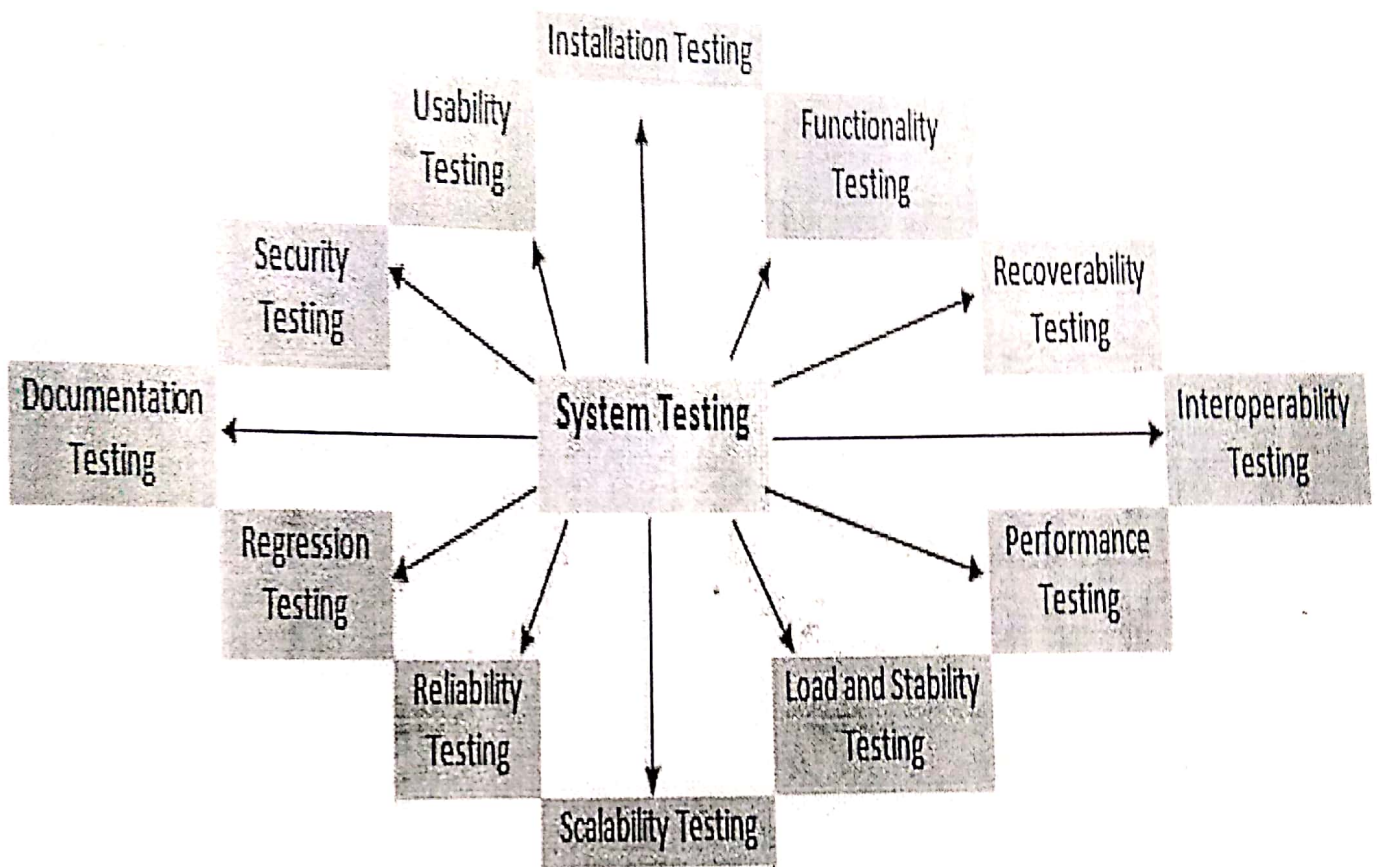 Installation Testing
Usability
Testing
Functionality
Testing
Security
Testing
Recoverability
Testing
Documentation
Testing
System Testing
Interoperability
Testing
Regression
Testing
Performance
Testing
Reliability
Testing
Load and Stability
Testing
Scalability Testing